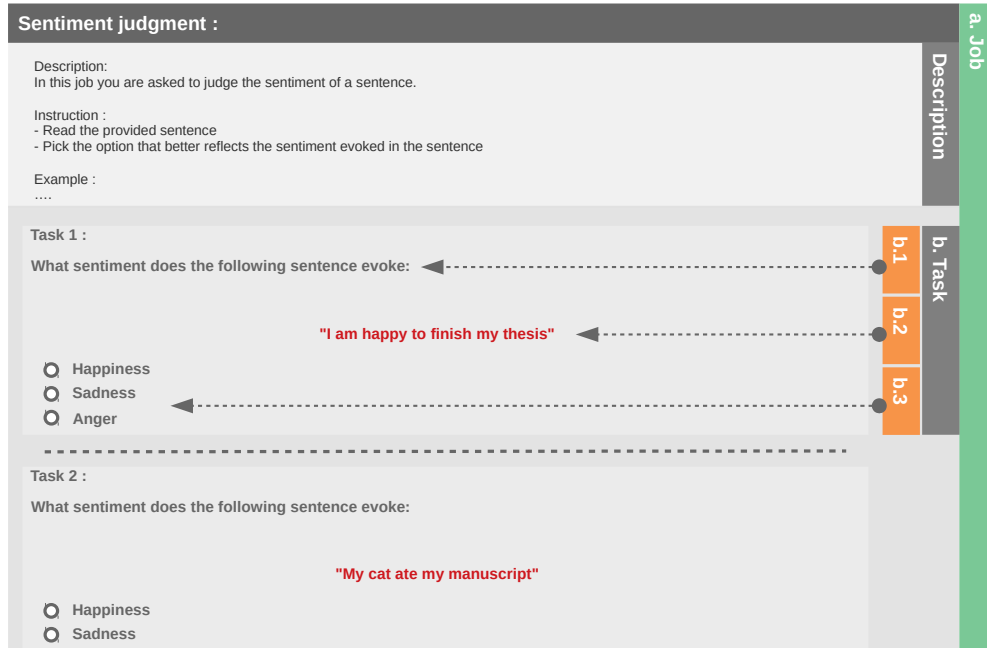 Sentiment judgment :
a. Job
Description:
In this job you are asked to judge the sentiment of a sentence.
Description
Instruction :
- Read the provided sentence
- Pick the option that better reflects the sentiment evoked in the sentence
Example :
....
Task 1 :
b. Task
What sentiment does the following sentence evoke:
b.1
"I am happy to finish my thesis"
b.2
Happiness
Sadness
Anger
b.3
Task 2 :
What sentiment does the following sentence evoke:
"My cat ate my manuscript"
Happiness
Sadness